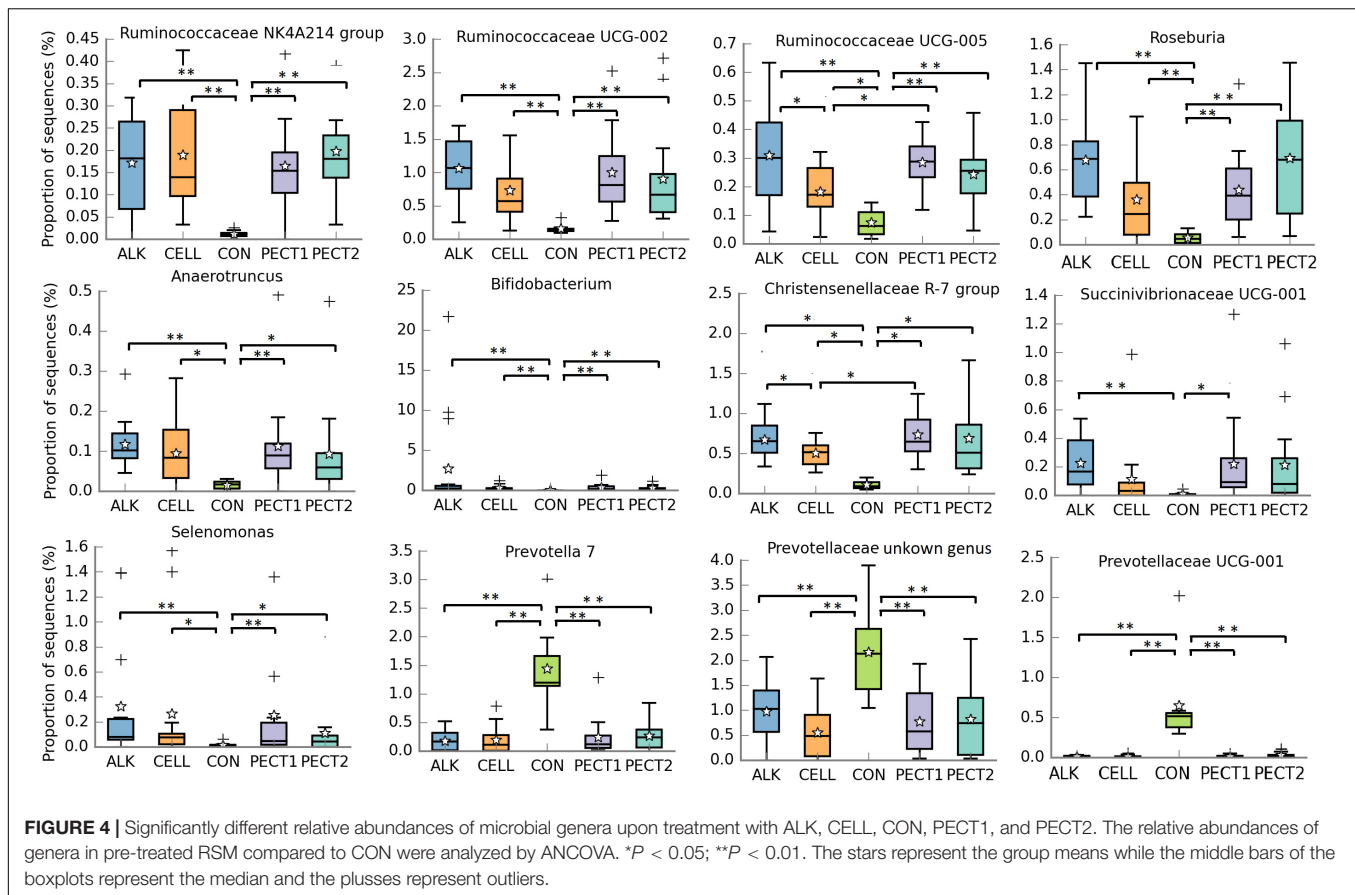 Ruminococcaceae NK4A214 group
Ruminococcaceae UCG-002
Ruminococcaceae UCG-005
Roseburia
Proportion of sequences (%)
0.45
0.40
0.35
0.30
0.25
0.20
0.15
0.10
0.05
0.00
** ** ** **
ALK CELL CON PECT1 PECT2
3.0
2.5
2.0
1.5
1.0
0.5
0.0
** ** ** **
ALK CELL CON PECT1 PECT2
0.7
0.6
0.5
0.4
0.3
0.2
0.1
0.0
** ** * ** * *
ALK CELL CON PECT1 PECT2
1.6
1.4
1.2
1.0
0.8
0.6
0.4
0.2
0.0
** ** ** **
ALK CELL CON PECT1 PECT2
Anaerotruncus
Bifidobacterium
Christensenellaceae R-7 group
Succinivibrionaceae UCG-001
Proportion of sequences (%)
0.5
0.4
0.3
0.2
0.1
0.0
** * * **
ALK CELL CON PECT1 PECT2
25
20
15
10
5
0
** ** ** **
ALK CELL CON PECT1 PECT2
2.5
2.0
1.5
1.0
0.5
0.0
* * * * * *
ALK CELL CON PECT1 PECT2
1.4
1.2
1.0
0.8
0.6
0.4
0.2
0.0
** *
ALK CELL CON PECT1 PECT2
Selenomonas
Prevotella 7
Prevotellaceae unkown genus
Prevotellaceae UCG-001
Proportion of sequences (%)
1.6
1.4
1.2
1.0
0.8
0.6
0.4
0.2
0.0
** * * **
ALK CELL CON PECT1 PECT2
3.5
3.0
2.5
2.0
1.5
1.0
0.5
0.0
** ** ** **
ALK CELL CON PECT1 PECT2
4.0
3.5
3.0
2.5
2.0
1.5
1.0
0.5
0.0
** ** ** **
ALK CELL CON PECT1 PECT2
2.5
2.0
1.5
1.0
0.5
0.0
** ** ** **
ALK CELL CON PECT1 PECT2
FIGURE 4 | Significantly different relative abundances of microbial genera upon treatment with ALK, CELL, CON, PECT1, and PECT2. The relative abundances of
genera in pre-treated RSM compared to CON were analyzed by ANCOVA. *P < 0.05; **P < 0.01. The stars represent the group means while the middle bars of the
boxplots represent the median and the plusses represent outliers.